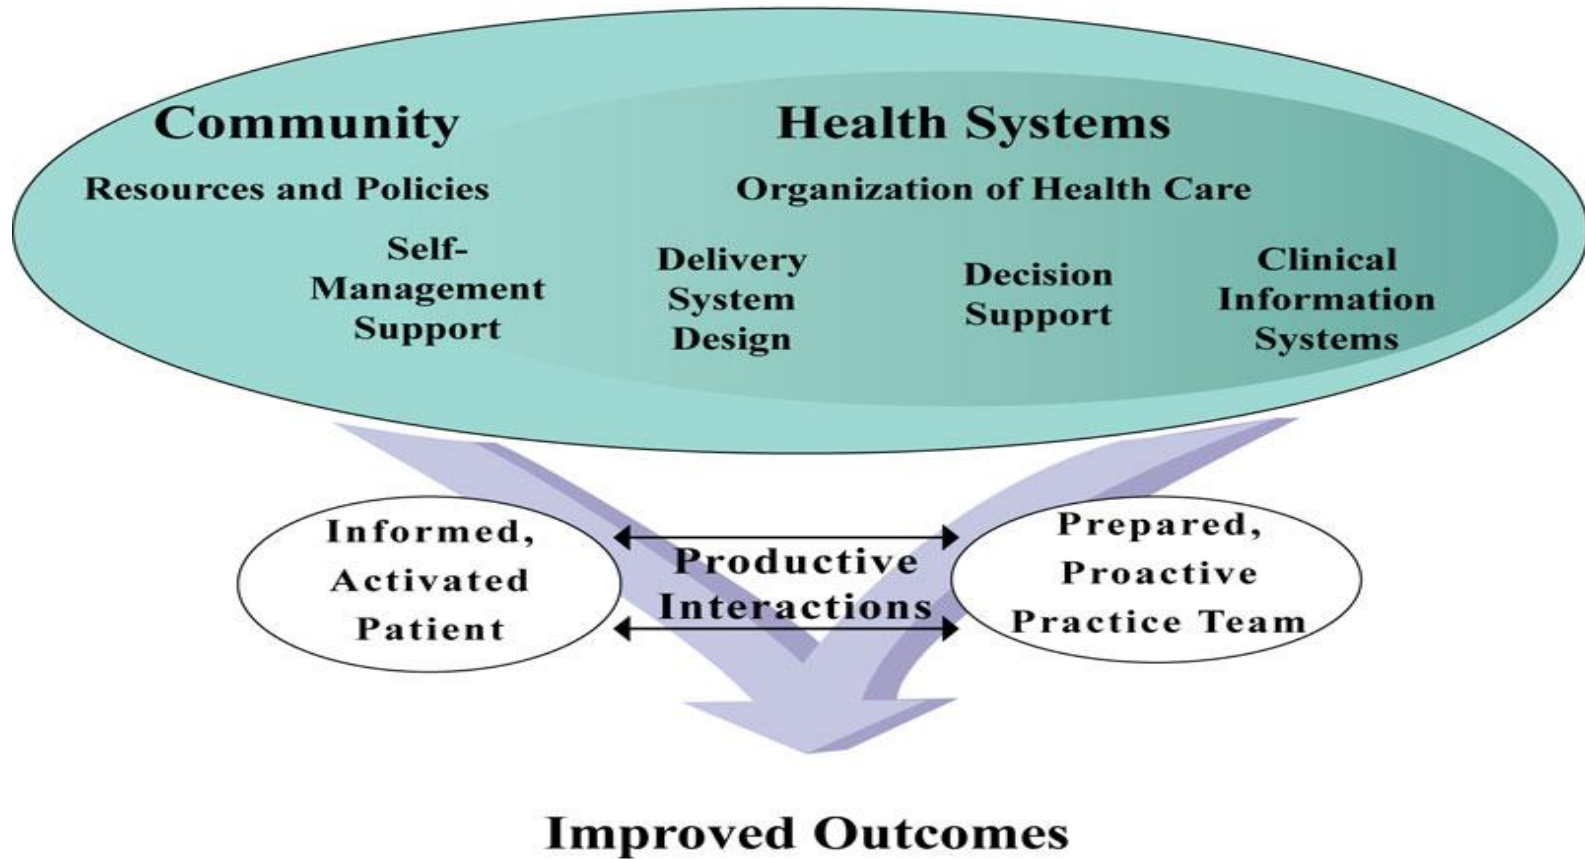 Community
Health Systems
Resources and Policies
Organization of Health Care
Self-
Management
Support
Delivery
System
Design
Decision
Support
Clinical
Information
Systems
Informed,
Activated
Patient
Productive
Interactions
Prepared,
Proactive
Practice Team
Improved Outcomes